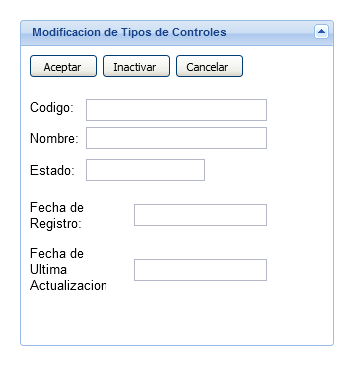 Modificacion de Tipos de Controles
Aceptar Inactivar Cancelar
Codigo:
Nombre:
Estado:
Fecha de
Registro:
Fecha de
Ultima
Actualizacion